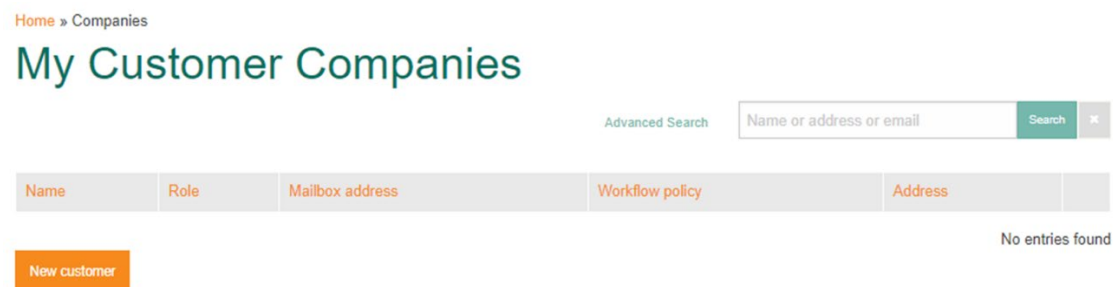 Home » Companies
My Customer Companies
Advanced Search Name or address or email Search ×
Name Role Mailbox address Workflow policy Address
No entries found
New customer